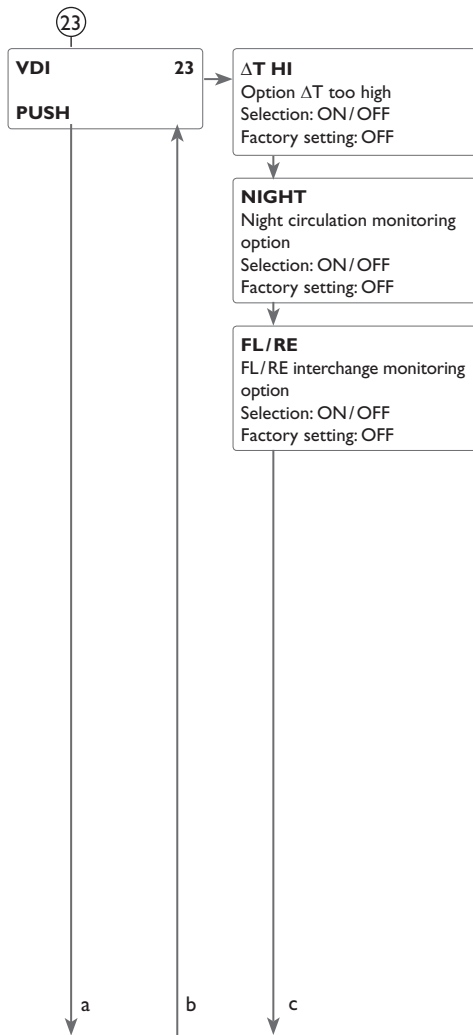 23
VDI 23
PUSH
ΔT HI
Option ΔT too high
Selection: ON / OFF
Factory setting: OFF
NIGHT
Night circulation monitoring
option
Selection: ON / OFF
Factory setting: OFF
FL / RE
FL / RE interchange monitoring
option
Selection: ON / OFF
Factory setting: OFF
a b c